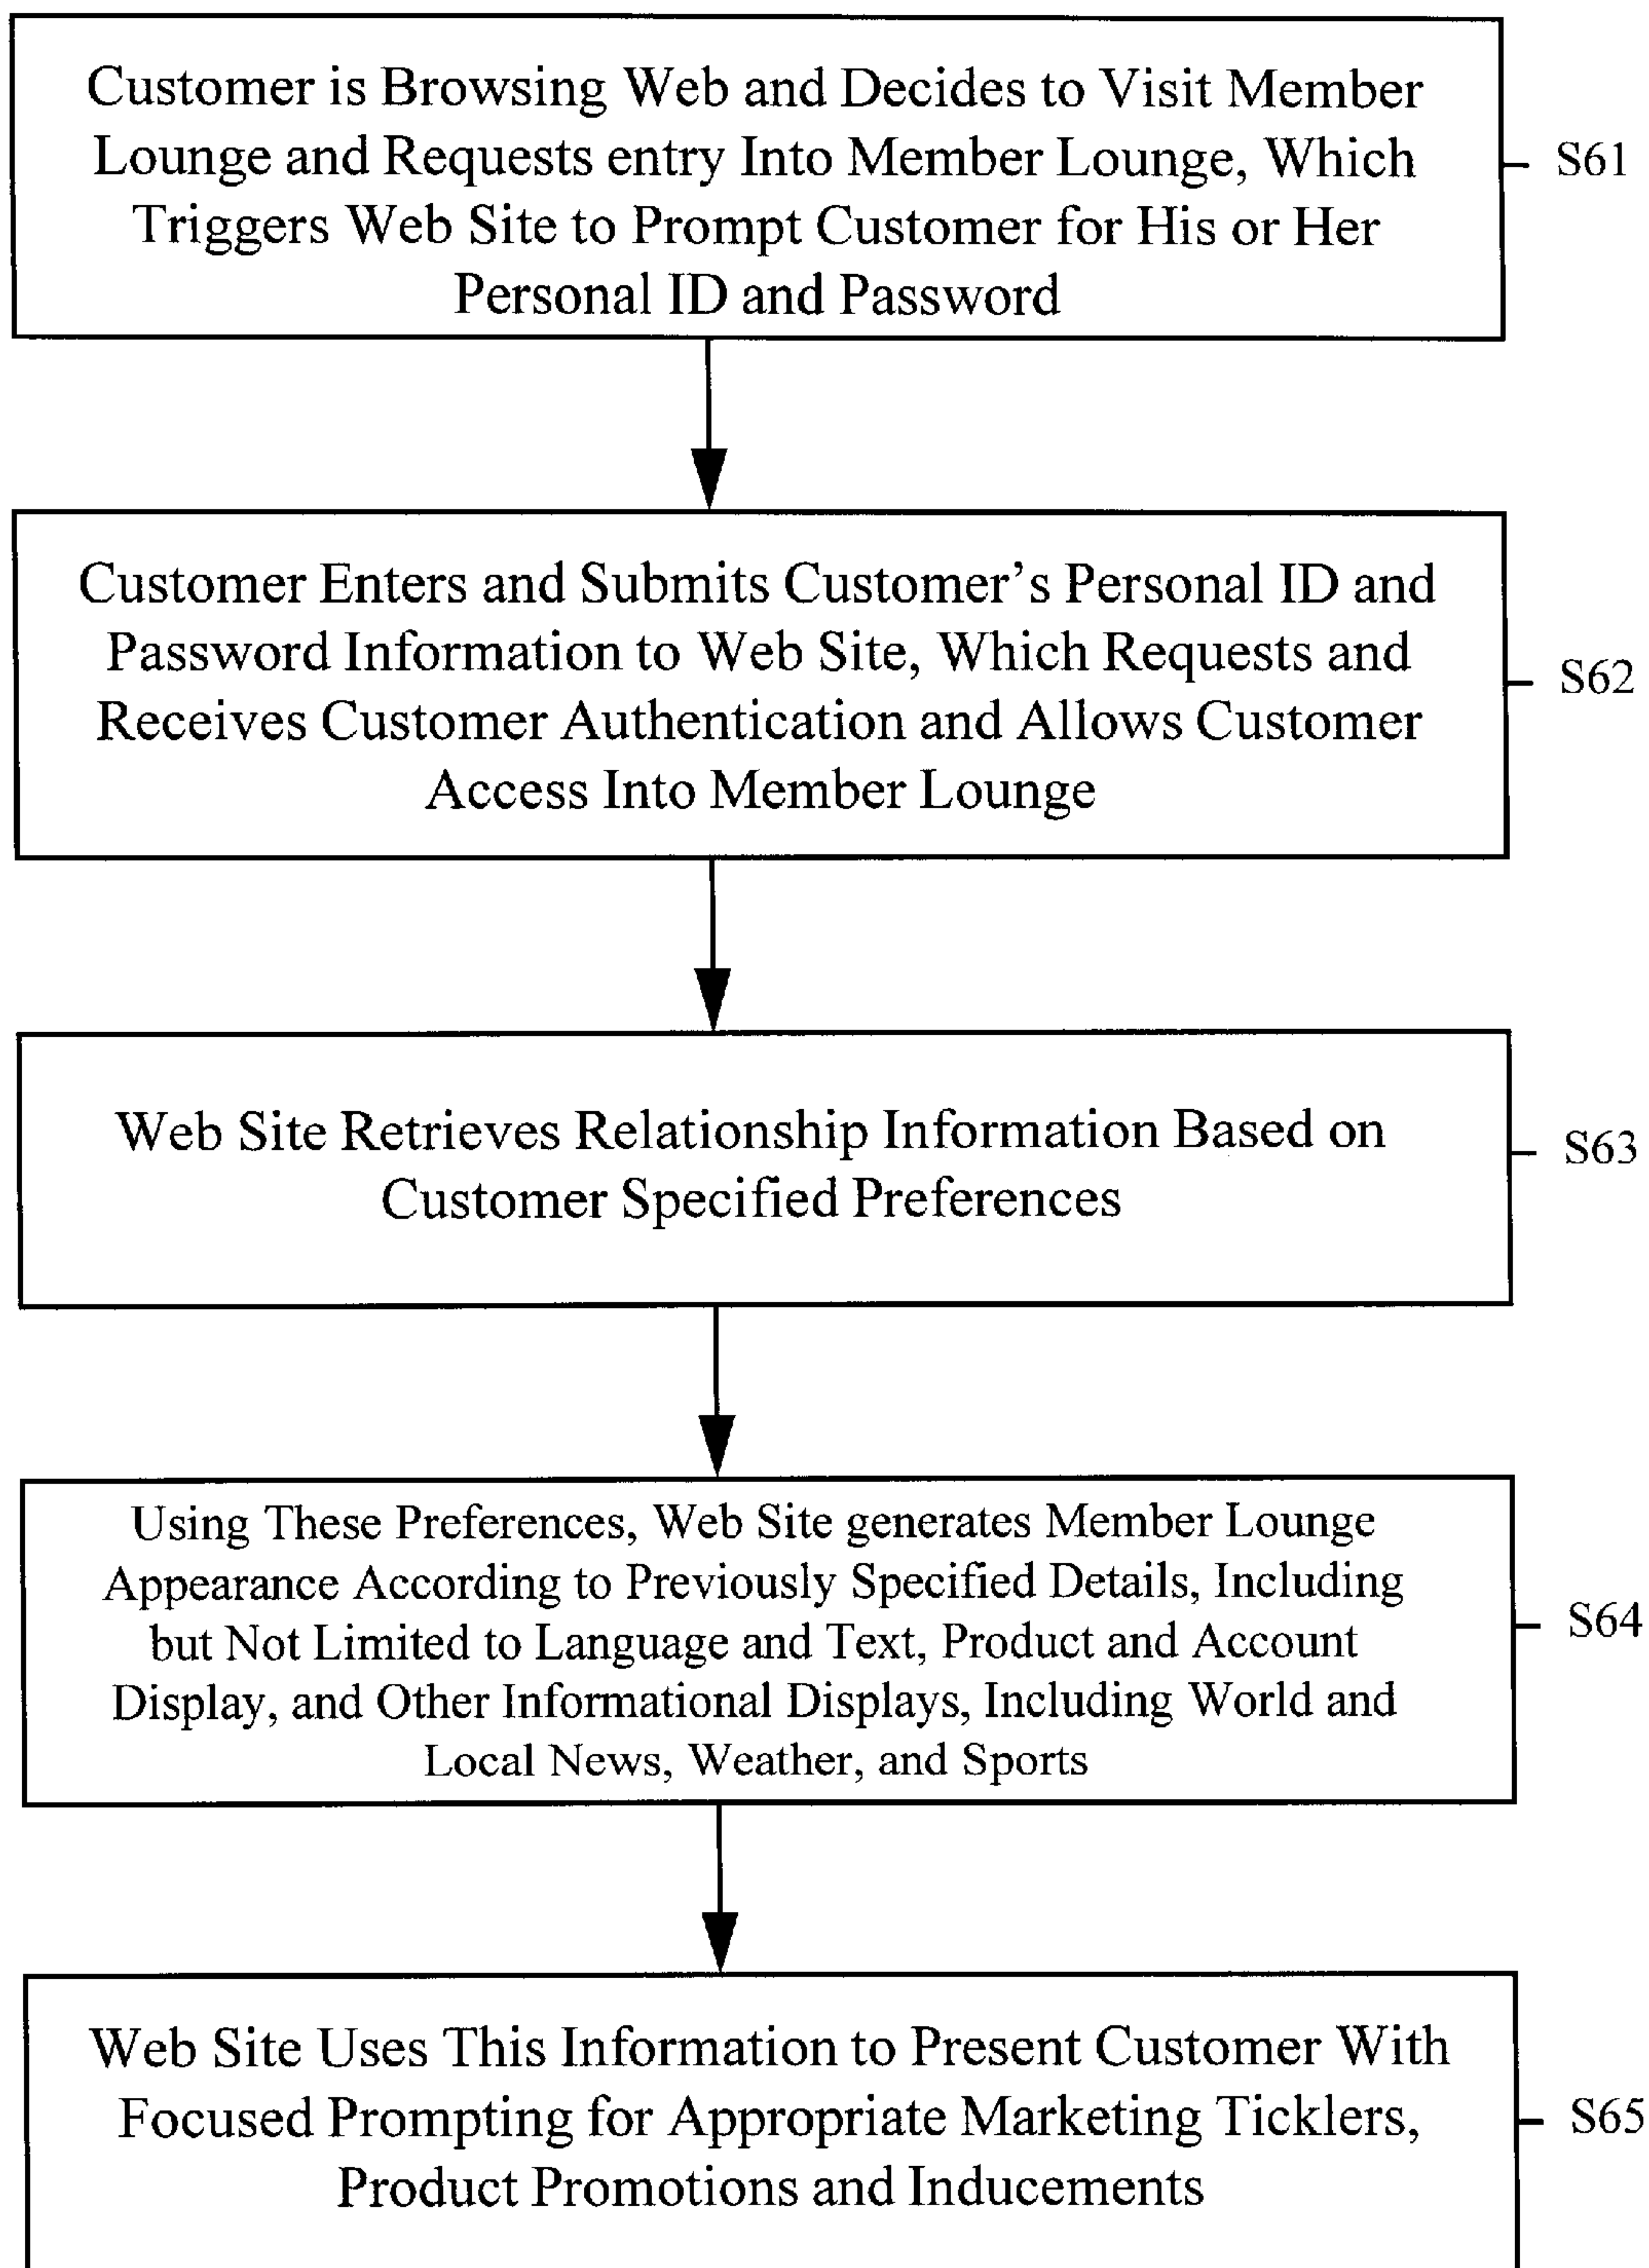 Customer is Browsing Web and Decides to Visit Member
Lounge and Requests entry Into Member Lounge, Which
Triggers Web Site to Prompt Customer for His or Her
Personal ID and Password
S61
Customer Enters and Submits Customer's Personal ID and
Password Information to Web Site, Which Requests and
Receives Customer Authentication and Allows Customer
Access Into Member Lounge
S62
Web Site Retrieves Relationship Information Based on
Customer Specified Preferences
S63
Using These Preferences, Web Site generates Member Lounge
Appearance According to Previously Specified Details, Including
but Not Limited to Language and Text, Product and Account
Display, and Other Informational Displays, Including World and
Local News, Weather, and Sports
S64
Web Site Uses This Information to Present Customer With
Focused Prompting for Appropriate Marketing Ticklers,
Product Promotions and Inducements
S65